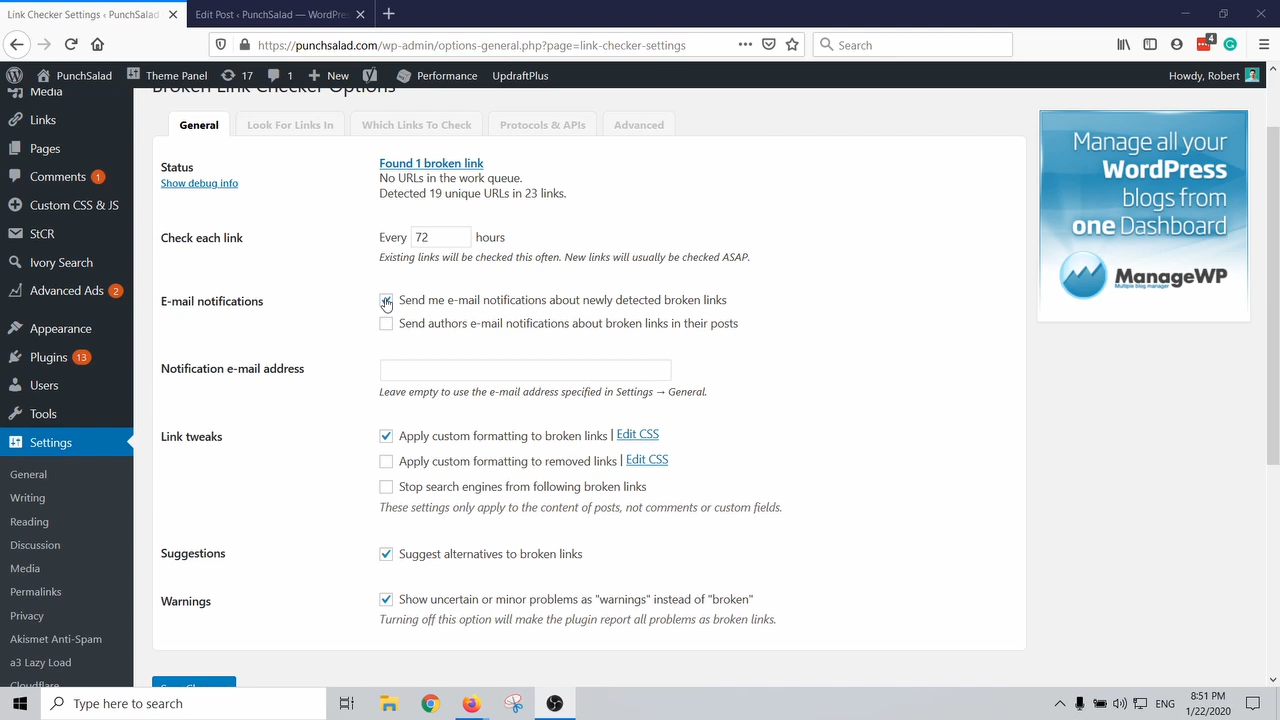 Link Checker Settings ‹ PunchSalad
Edit Post ‹ PunchSalad — WordPres
https://punchsalad.com/wp-admin/options-general.php?page=link-checker-settings
Search
4
PunchSalad
Theme Panel
17
1
New
Performance
UpdraftPlus
Howdy, Robert
Broken Link Checker Options
Media
Links
Pages
Comments 1
Custom CSS & JS
StCR
Ivory Search
Advanced Ads 2
Appearance
Plugins 13
Users
Tools
Settings
General
Writing
Reading
Discussion
Media
Permalinks
Privacy
Akismet Anti-Spam
a3 Lazy Load
Cloudflare
General
Look For Links In
Which Links To Check
Protocols & APIs
Advanced
Status
Show debug info
Found 1 broken link
No URLs in the work queue.
Detected 19 unique URLs in 23 links.
Check each link
Every 72 hours
Existing links will be checked this often. New links will usually be checked ASAP.
E-mail notifications
Send me e-mail notifications about newly detected broken links
Send authors e-mail notifications about broken links in their posts
Notification e-mail address
Leave empty to use the e-mail address specified in Settings → General.
Link tweaks
Apply custom formatting to broken links | Edit CSS
Apply custom formatting to removed links | Edit CSS
Stop search engines from following broken links
These settings only apply to the content of posts, not comments or custom fields.
Suggestions
Suggest alternatives to broken links
Warnings
Show uncertain or minor problems as "warnings" instead of "broken"
Turning off this option will make the plugin report all problems as broken links.
Manage all your
WordPress
blogs from
one Dashboard
ManageWP
Multiple blog manager
Type here to search
ENG
8:51 PM
1/22/2020